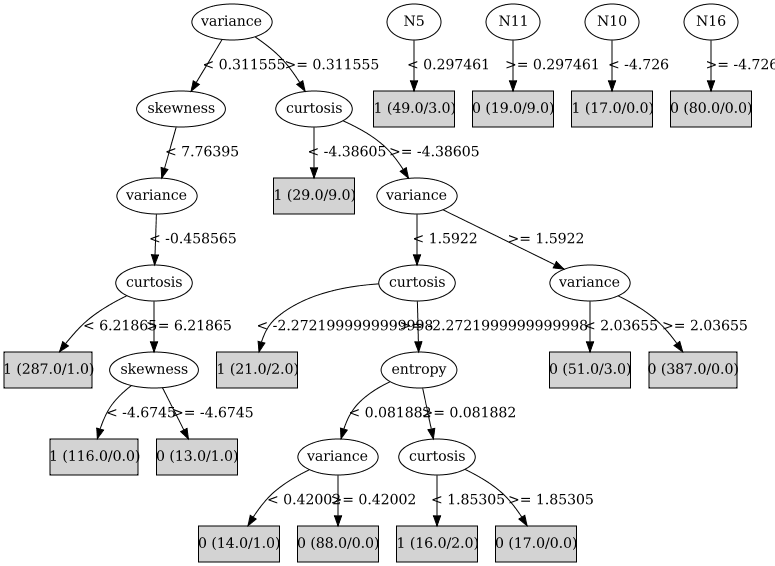 variance N5 N11 N10 N16
< 0.311555 >= 0.311555 < 0.297461 >= 0.297461 < -4.726 >= -4.726
skewness curtosis 1 (49.0/3.0) 0 (19.0/9.0) 1 (17.0/0.0) 0 (80.0/0.0)
< 7.76395 < -4.38605 >= -4.38605
variance 1 (29.0/9.0) variance
< -0.458565 < 1.5922 >= 1.5922
curtosis curtosis variance
< 6.21865 >= 6.21865 < -2.2721999999999998 >= -2.2721999999999998 < 2.03655 >= 2.03655
1 (287.0/1.0) skewness 1 (21.0/2.0) entropy 0 (51.0/3.0) 0 (387.0/0.0)
< -4.6745 >= -4.6745 < 0.081882 >= 0.081882
1 (116.0/0.0) 0 (13.0/1.0) variance curtosis
< 0.42002 >= 0.42002 < 1.85305 >= 1.85305
0 (14.0/1.0) 0 (88.0/0.0) 1 (16.0/2.0) 0 (17.0/0.0)